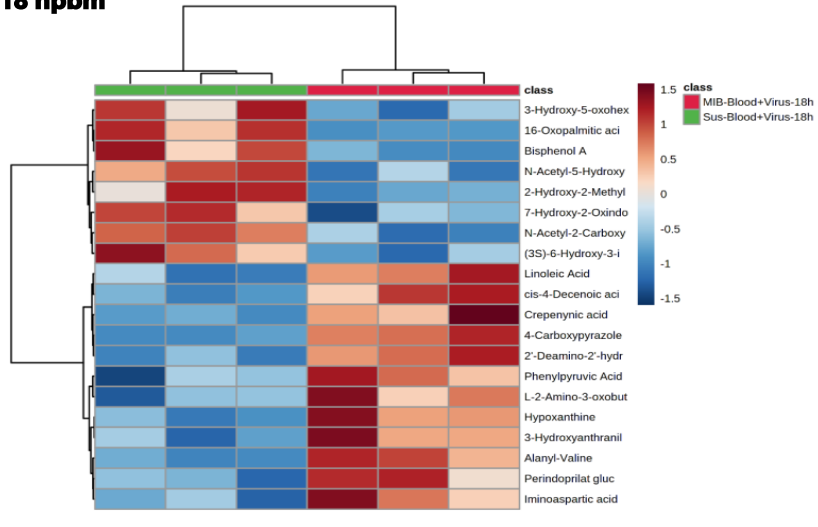 18 hpbm
class
3-Hydroxy-5-oxohex
16-Oxopalmitic aci
Bisphenol A
N-Acetyl-5-Hydroxy
2-Hydroxy-2-Methyl
7-Hydroxy-2-Oxindo
N-Acetyl-2-Carboxy
(3S)-6-Hydroxy-3-i
Linoleic Acid
cis-4-Decenoic aci
Crepenynic acid
4-Carboxypyrazole
2'-Deamino-2'-hydr
Phenylpyruvic Acid
L-2-Amino-3-oxobut
Hypoxanthine
3-Hydroxyanthranil
Alanyl-Valine
Perindoprilat gluc
Iminoaspartic acid
1.5
1
0.5
0
-0.5
-1
-1.5
class
MIB-Blood+Virus-18h
Sus-Blood+Virus-18h